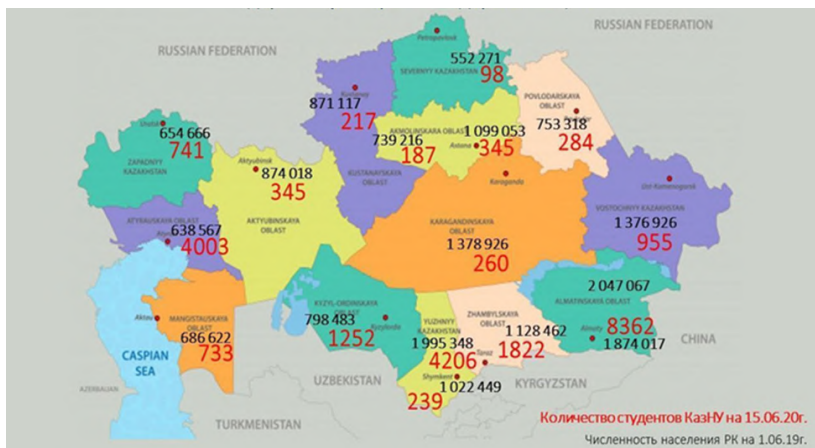 RUSSIAN FEDERATION
RUSSIAN FEDERATION
Petropavlovsk
552 271
SEVERNYY KAZAKHSTAN
98
Kustanay
871 117
217
POVLODARSKAYA
OBLAST
753 318
284
AKMOLINSKARA OBLAST
1 099 053
739 216
187
Astana
345
Uralsk
654 666
741
ZAPADNYY
KAZAKHSTAN
Aktyubinsk
874 018
345
AKTYUBINSKAYA
OBLAST
KUSTANAYSKAYA
OBLAST
Karaganda
KARAGANDINSKAYA
OBLAST
1 378 926
260
Ust-Kamenogorsk
VOSTOCHNYY KAZAKHSTAN
1 376 926
955
ATYRAUSKAYA OBLAST
638 567
4003
2 047 067
ALMATINSKAYA OBLAST
8362
Almaty
1 874 017
Aktau
MANGISTAUSKAYA
OBLAST
686 622
733
KYZYL-ORDINSKAYA
OBLAST
798 483
Kyzylorda
1252
YUZHNYY
KAZAKHSTAN
1 995 348
4206
Shymkent
1 022 449
239
ZHAMBYLSKAYA
OBLAST
1 128 462
Taraz
1822
CASPIAN
SEA
AZERBAIJAN
CHINA
UZBEKISTAN
KYRGYZSTAN
TURKMENISTAN
Количество студентов КазНУ на 15.06.20г.
Численность населения РК на 1.06.19г.